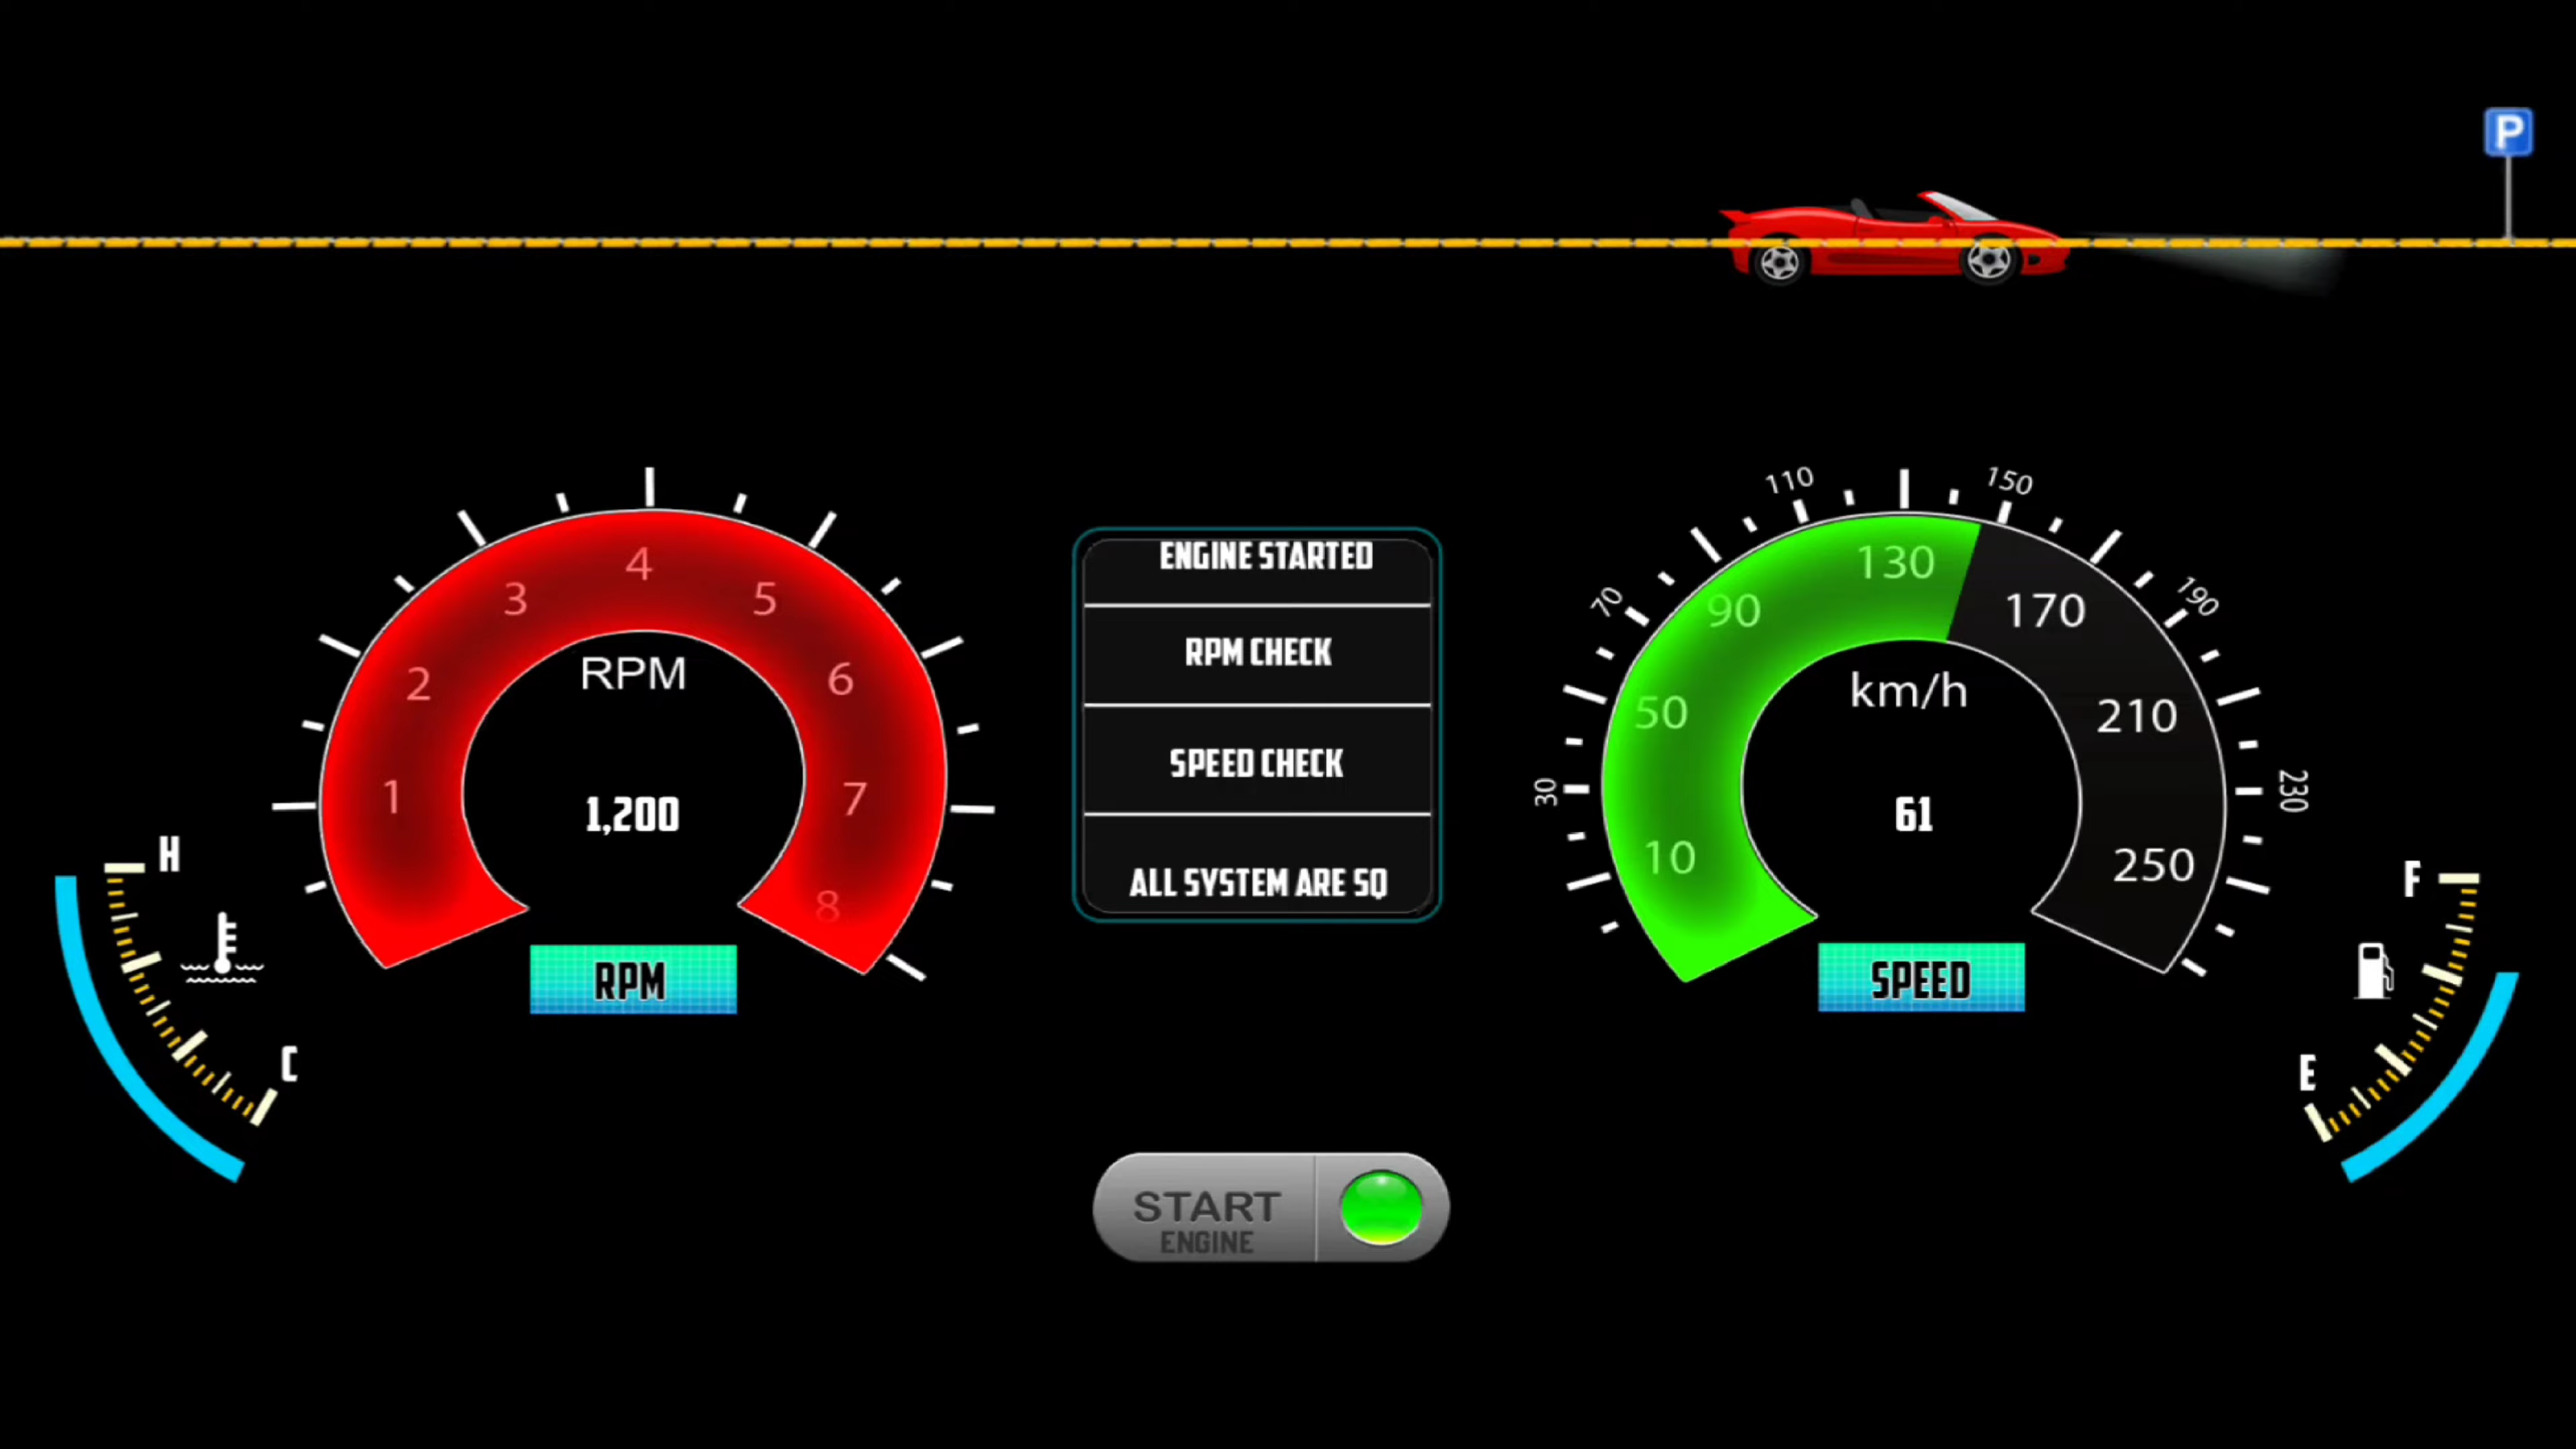 P
110
150
4
130
3
5
90
170
70
190
2
RPM
6
50
km/h
210
1
1,200
7
30
61
230
8
10
250
ENGINE STARTED
RPM CHECK
SPEED CHECK
ALL SYSTEM ARE SQ
H
C
F
E
RPM
SPEED
START
ENGINE